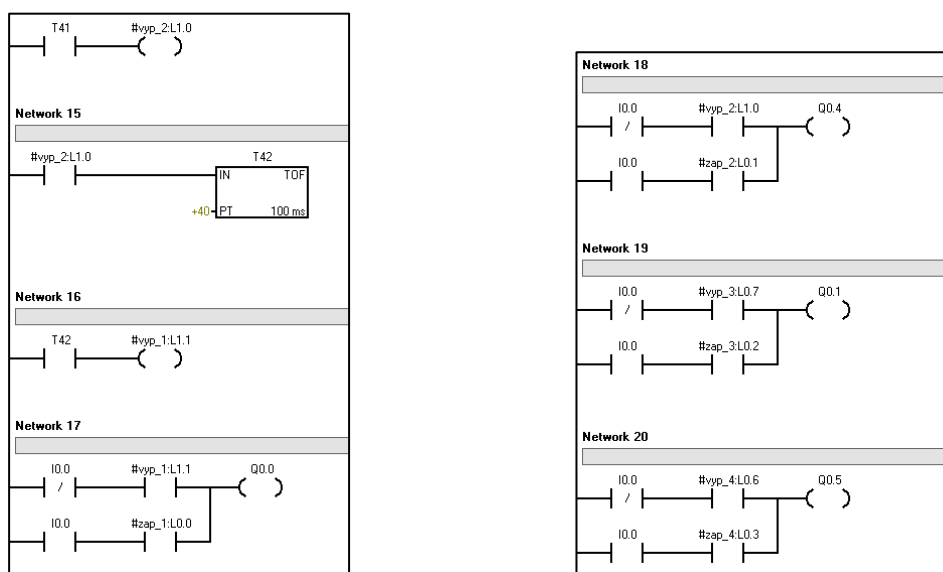 T41 #vyp_2:L1.0
Network 15
#vyp_2:L1.0 T42
IN TOF
+40 PT 100 ms
Network 16
T42 #vyp_1:L1.1
Network 17
I0.0 #vyp_1:L1.1 Q0.0
/
I0.0 #zap_1:L0.0
Network 18
I0.0 #vyp_2:L1.0 Q0.4
/
I0.0 #zap_2:L0.1
Network 19
I0.0 #vyp_3:L0.7 Q0.1
/
I0.0 #zap_3:L0.2
Network 20
I0.0 #vyp_4:L0.6 Q0.5
/
I0.0 #zap_4:L0.3